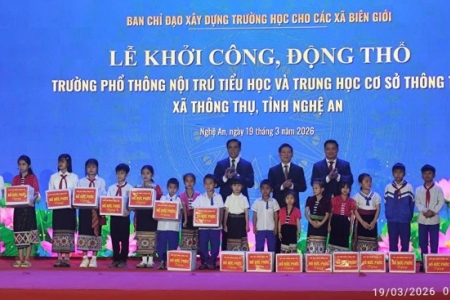 BAN CHỈ ĐẠO XÂY DỰNG TRƯỜNG HỌC CHO CÁC XÃ BIÊN GIỚI
LỄ KHỞI CÔNG, ĐỘNG THỔ
TRƯỜNG PHỔ THÔNG NỘI TRÚ TIỂU HỌC VÀ TRUNG HỌC CƠ SỞ THÔNG T
XÃ THÔNG THỤ, TỈNH NGHỆ AN
Nghệ An, ngày 19 tháng 3 năm 2026
19/03/2026 0